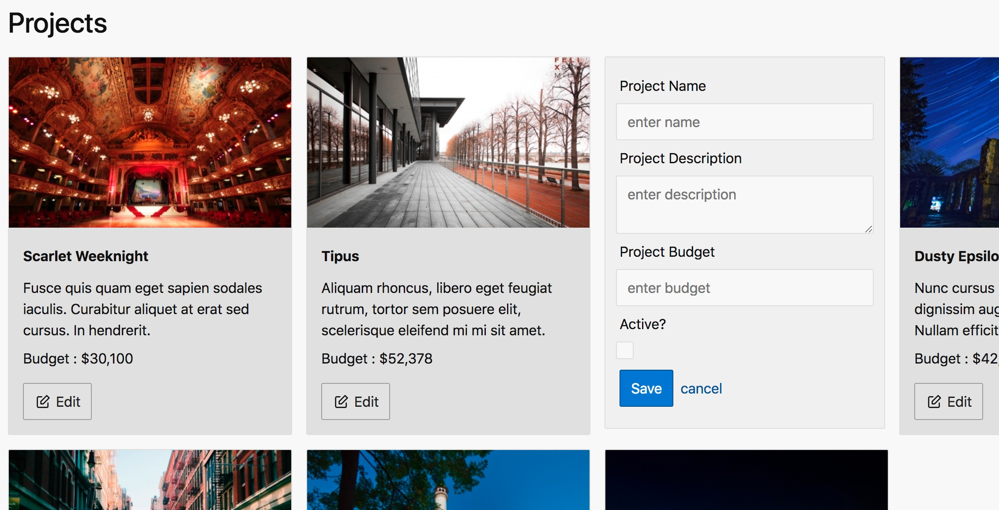 Projects
FELI
X
Scarlet Weeknight
Fusce quis quam eget sapien sodales
iaculis. Curabitur aliquet at erat sed
cursus. In hendrerit.
Budget : $30,100
Edit
Tipus
Aliquam rhoncus, libero eget feugiat
rutrum, tortor sem posuere elit,
scelerisque eleifend mi mi sit amet.
Budget : $52,378
Edit
Project Name
enter name
Project Description
enter description
Project Budget
enter budget
Active?
Save cancel
Dusty Epsilo
Nunc cursus
dignissim aug
Nullam efficit
Budget : $42,
Edit